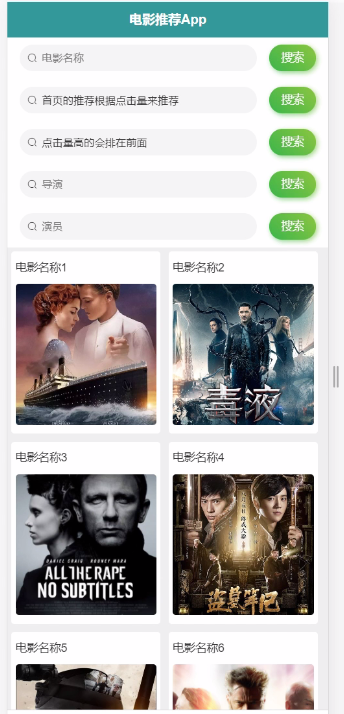 电影推荐App
电影名称
搜索
首页的推荐根据点击量来推荐
搜索
点击量高的会排在前面
搜索
导演
搜索
演员
搜索
电影名称1
电影名称2
毒液
电影名称3
电影名称4
DANIEL CRAIG ROONEY MARA
ALL THE RAPE
NO SUBTITLES
盗墓笔记
电影名称5
电影名称6